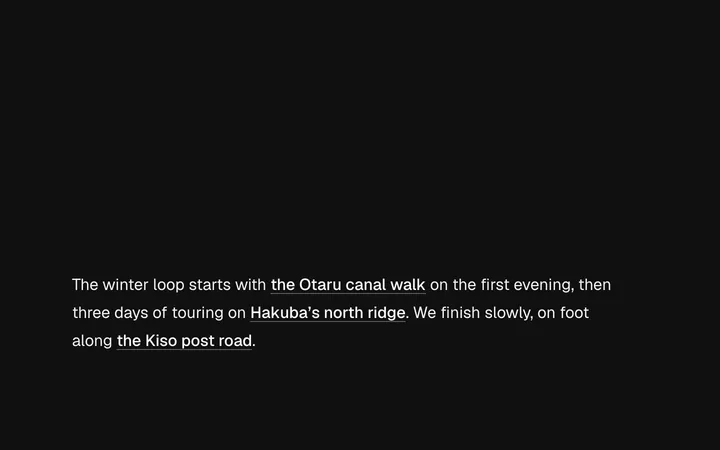 The winter loop starts with the Otaru canal walk on the first evening, then
three days of touring on Hakuba’s north ridge. We finish slowly, on foot
along the Kiso post road.